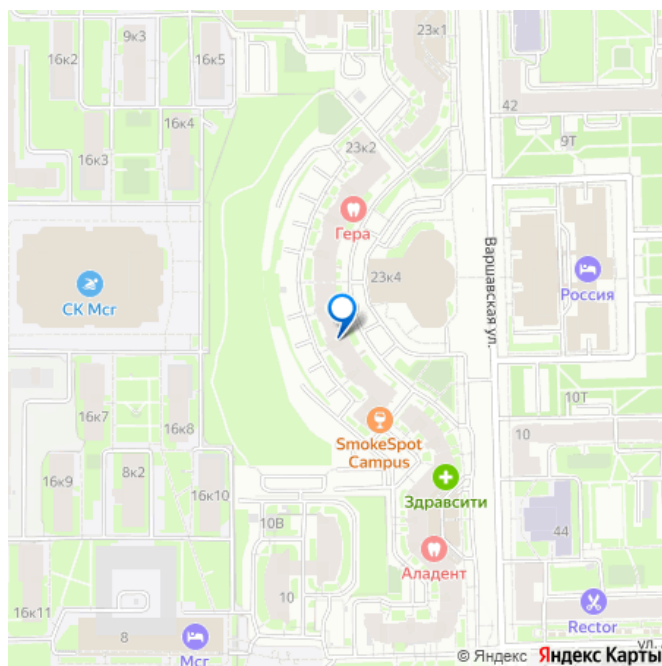 23к1
9к3
16к2
16к5
42
16к4
9Т
23к2
16к3
Гера
Варшавская ул.
23к4
СК Мсг
Россия
10Т
16к7
16к8
SmokeSpot
Campus
10
8к2
16к9
16к10
Здравсити
10В
44
Аладент
10
16к11
8
Rector
ул.
Мсг
© Яндекс Яндекс Карты